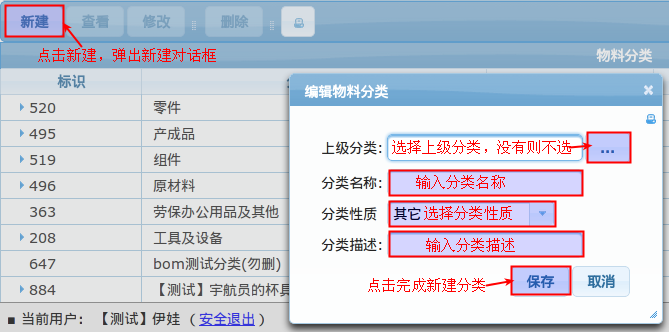 新建 查看 修改 删除
点击新建，弹出新建对话框
物料分类
标识
520 零件
495 产成品
519 组件
496 原材料
363 劳保办公用品及其他
208 工具及设备
647 bom测试分类(勿删)
884 【测试】宇航员的杯具
■ 当前用户： 【测试】伊娃 （安全退出）
编辑物料分类
上级分类: 选择上级分类，没有则不选 ...
分类名称: 输入分类名称
分类性质 其它 选择分类性质
分类描述: 输入分类描述
点击完成新建分类 保存 取消